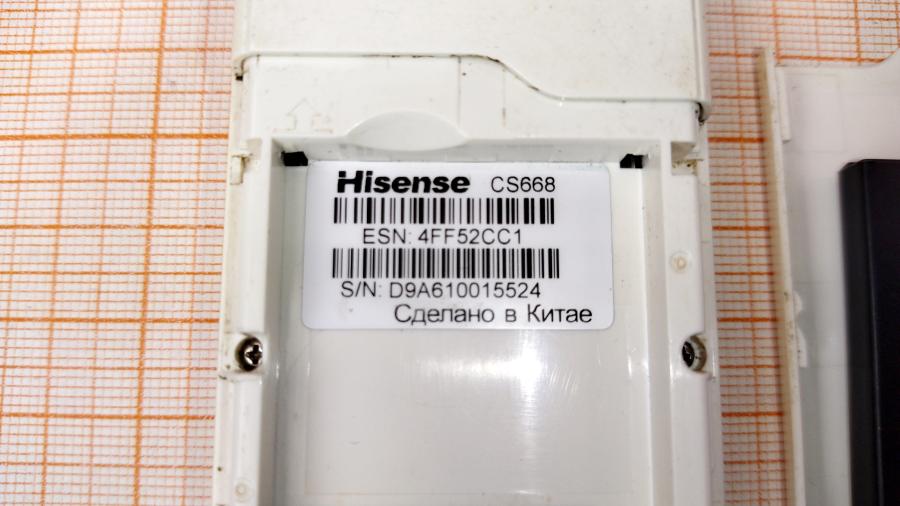 Hisense CS668
ESN: 4FF52CC1
S/N: D9A610015524
Сделано в Китае